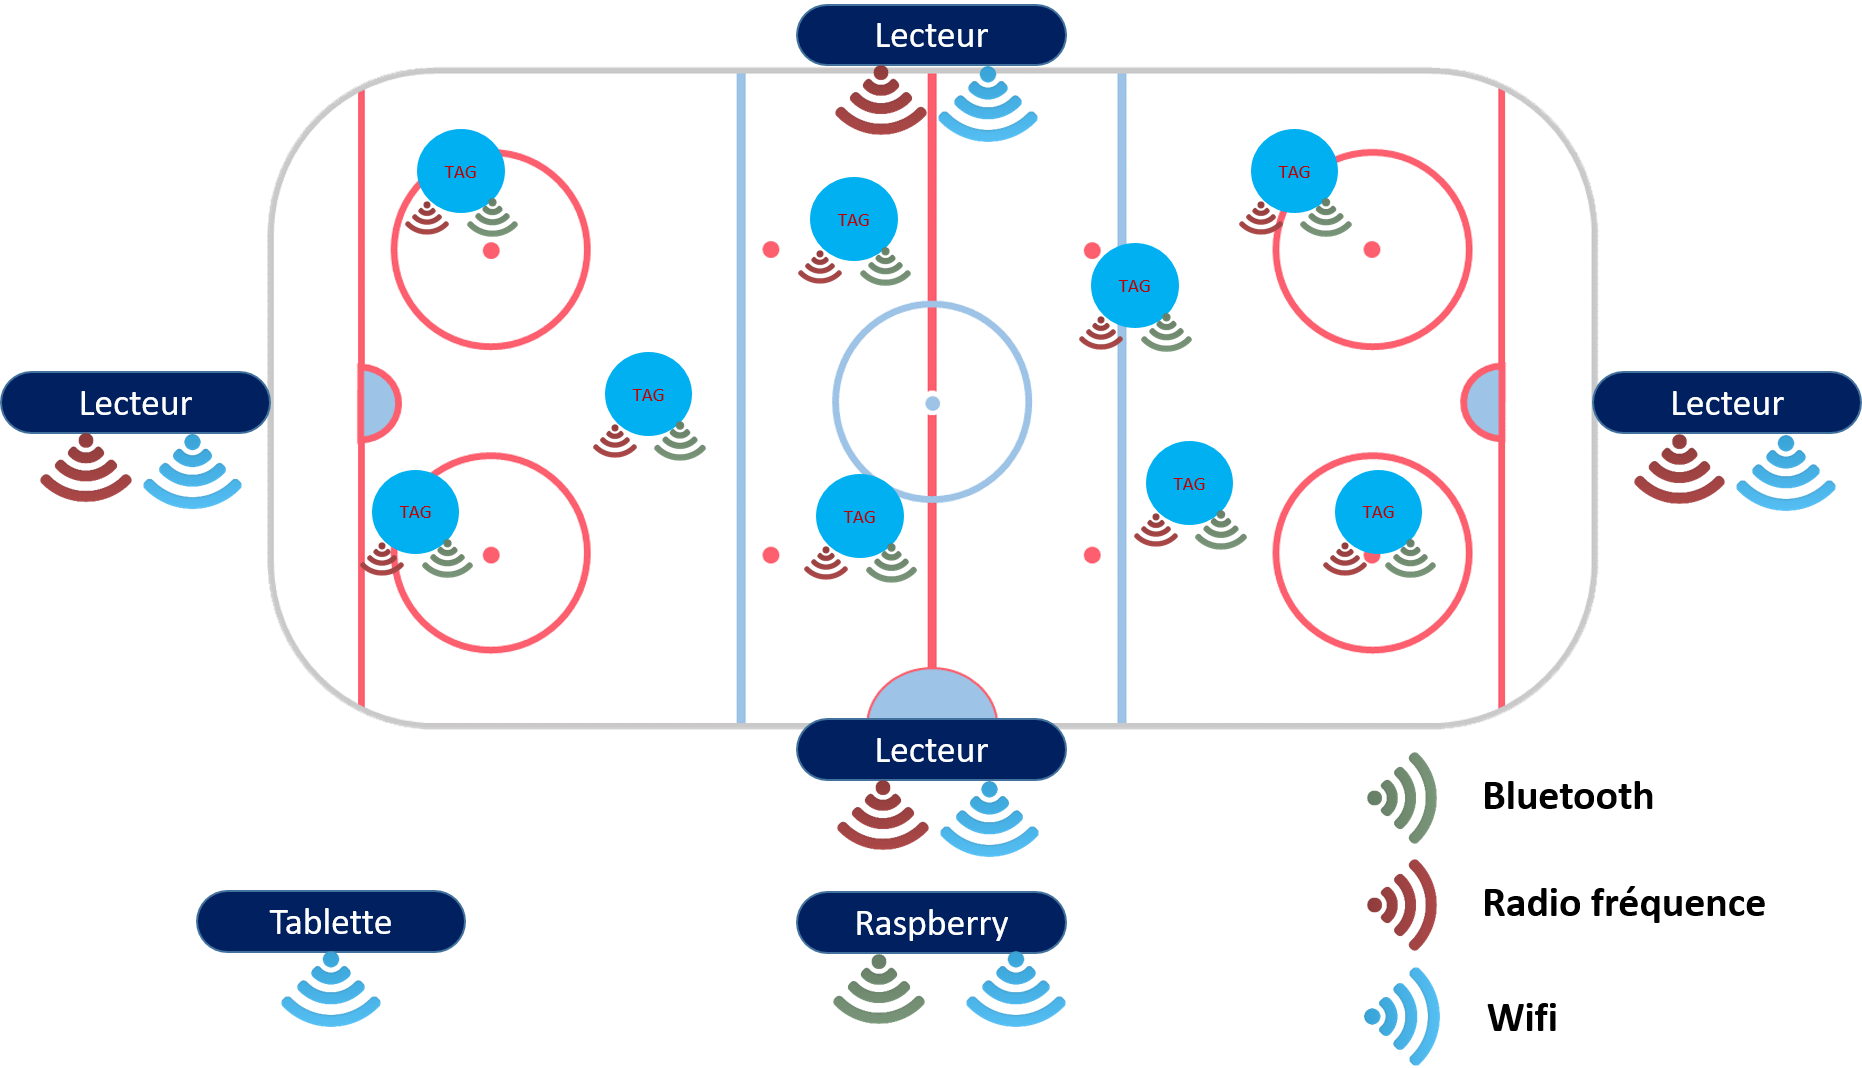 Lecteur
TAG
TAG
TAG
TAG
TAG
Lecteur
Lecteur
TAG
TAG
TAG
TAG
Lecteur
Bluetooth
Radio fréquence
Tablette
Raspberry
Wifi